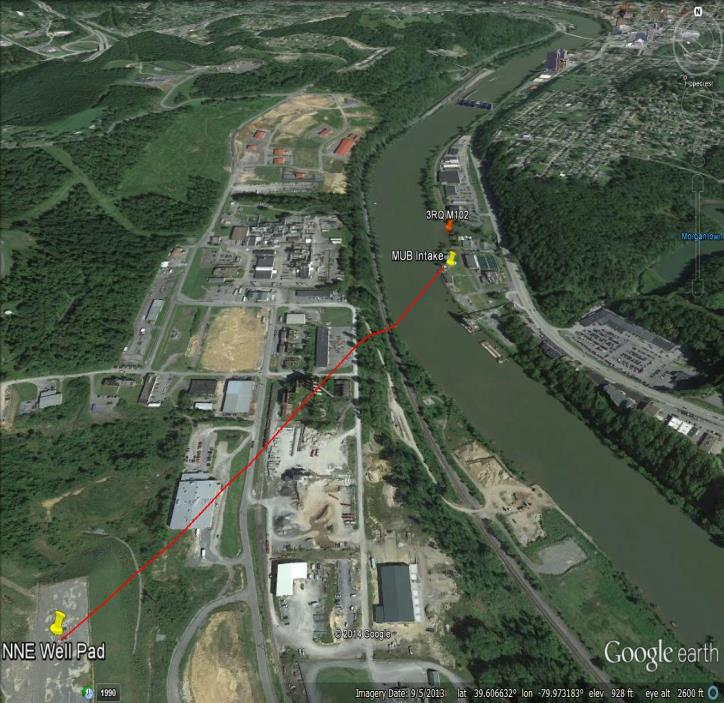 N
3RQ M102
MUB Intake
Morgantown
NNE Well Pad
© 2014 Google
Google earth
1990
Imagery Date: 9/5/2013 lat 39.606632° lon -79.973183° elev 928 ft eye alt 2600 ft